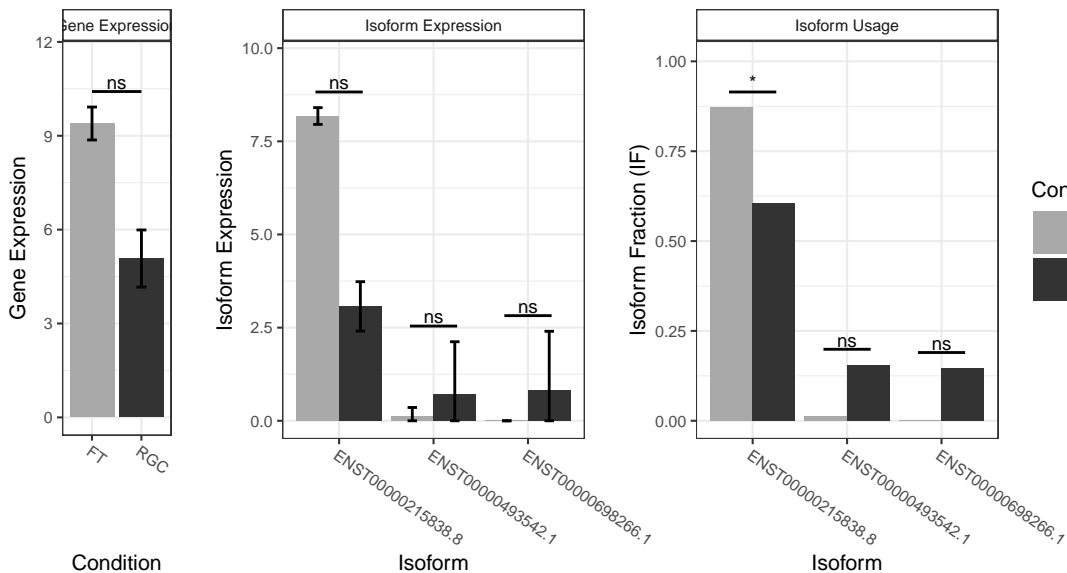 Gene Expression
Gene Expression
12
9
6
3
0
ns
FT
RGC
Condition
Isoform Expression
Isoform Expression
10.0
7.5
5.0
2.5
0.0
ns
ns
ns
ENST00000215838.8
ENST00000493542.1
ENST00000698266.1
Isoform
Isoform Usage
Isoform Fraction (IF)
1.00
0.75
0.50
0.25
0.00
*
ns
ns
ENST00000215838.8
ENST00000493542.1
ENST00000698266.1
Isoform
Con